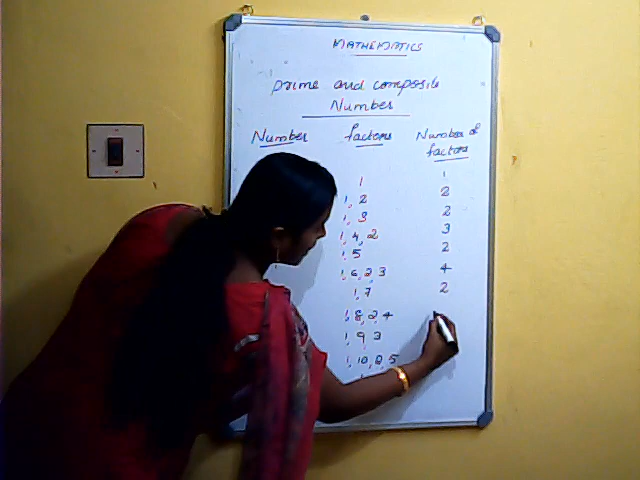 MATHEMATICS
Prime and composite
Number
Number factors Number of
factors
1 1
1, 2 2
1, 3 2
1, 4, 2 3
1, 5 2
1, 6, 2, 3 4
1, 7 2
1, 8, 2, 4
1, 9, 3
1, 10, 2, 5